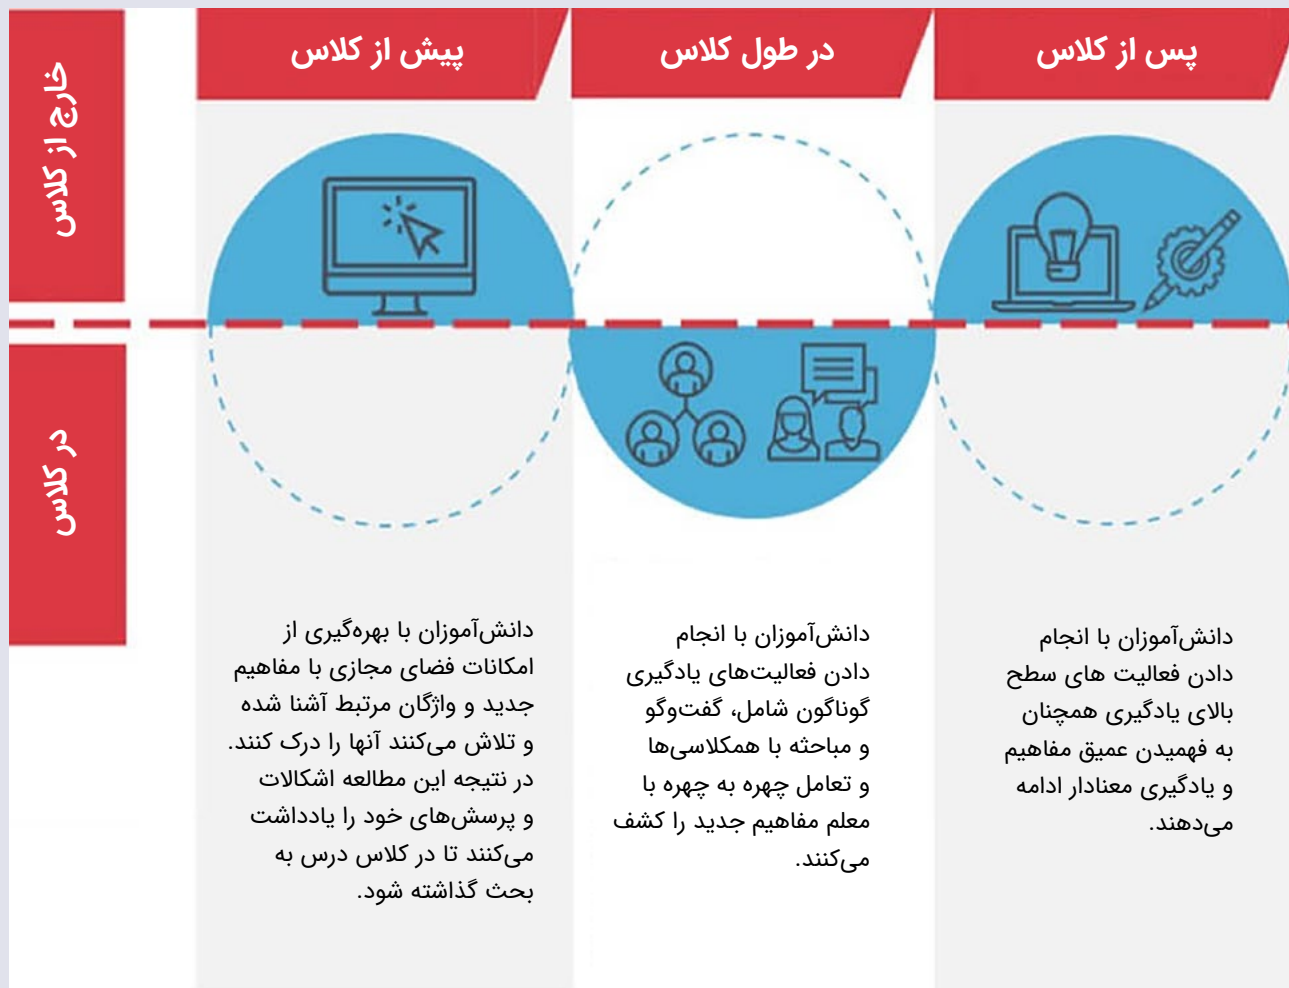 پیش از کلاس
در طول کلاس
پس از کلاس
خارج از کلاس
در کلاس
دانش‌آموزان با بهره‌گیری از
امکانات فضای مجازی با مفاهیم
جدید و واژگان مرتبط آشنا شده
و تلاش می‌کنند آنها را درک کنند.
در نتیجه این مطالعه اشکالات
و پرسش‌های خود را یادداشت
می‌کنند تا در کلاس درس به
بحث گذاشته شود.
دانش‌آموزان با انجام
دادن فعالیت‌های یادگیری
گوناگون شامل، گفت‌وگو
و مباحثه با همکلاسی‌ها
و تعامل چهره به چهره با
معلم مفاهیم جدید را کشف
می‌کنند.
دانش‌آموزان با انجام
دادن فعالیت های سطح
بالای یادگیری همچنان
به فهمیدن عمیق مفاهیم
و یادگیری معنادار ادامه
می‌دهند.